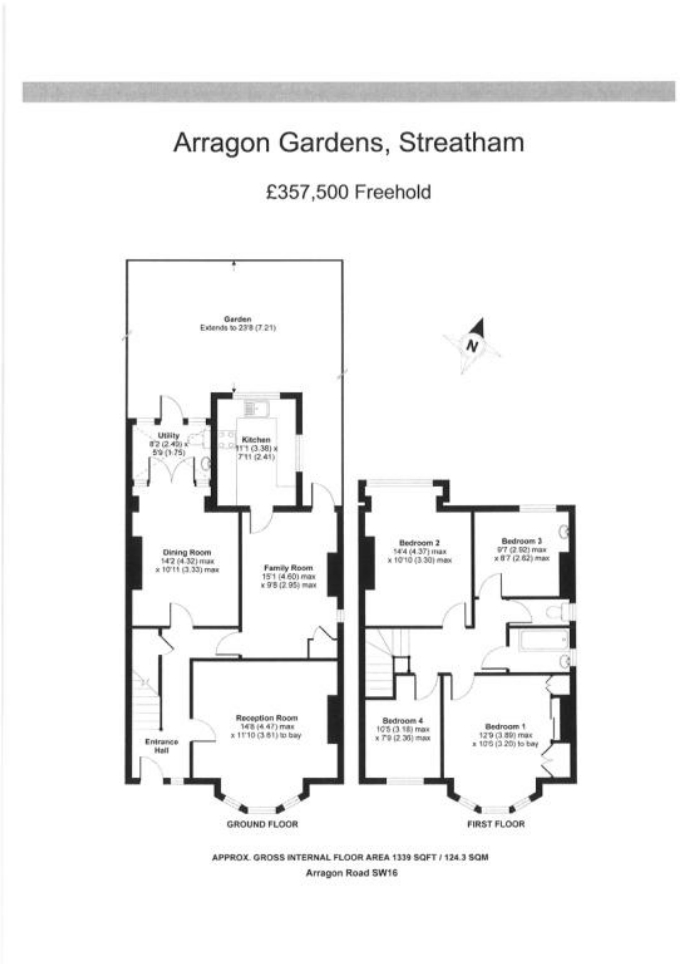 Arragon Gardens, Streatham
£357,500 Freehold
Garden
Extends to 23'8 (7.21)
N
Utility
8'2 (2.49) x
5'9 (1.75)
Kitchen
11'1 (3.38) x
7'11 (2.41)
Dining Room
14'2 (4.32) max
x 10'11 (3.33) max
Family Room
15'1 (4.60) max
x 9'8 (2.95) max
Bedroom 2
14'4 (4.37) max
x 10'10 (3.30) max
Bedroom 3
9'7 (2.92) max
x 8'7 (2.62) max
Reception Room
14'8 (4.47) max
x 11'10 (3.61) to bay
Entrance
Hall
Bedroom 4
10'5 (3.18) max
x 7'9 (2.36) max
Bedroom 1
12'9 (3.89) max
x 10'6 (3.20) to bay
GROUND FLOOR
FIRST FLOOR
APPROX. GROSS INTERNAL FLOOR AREA 1339 SQFT / 124.3 SQM
Arragon Road SW16